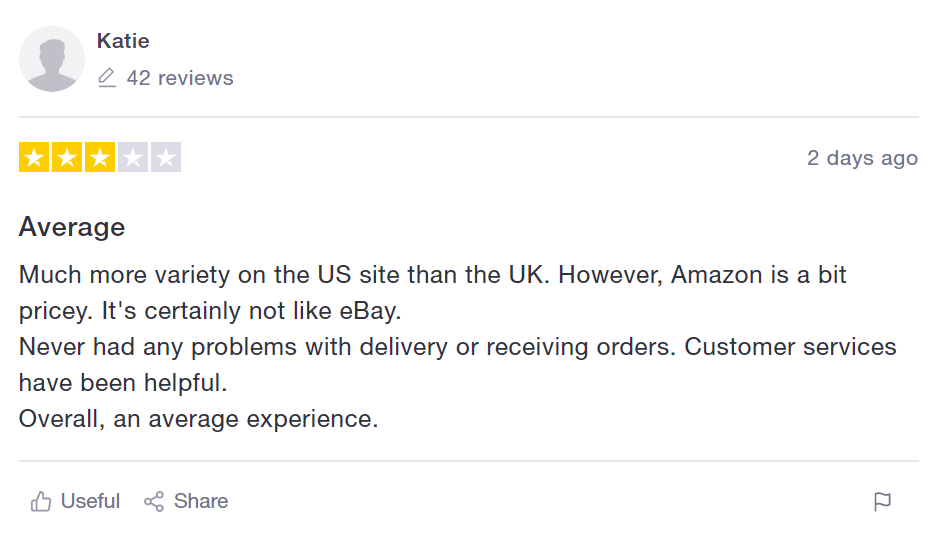 Katie
42 reviews
2 days ago
Average
Much more variety on the US site than the UK. However, Amazon is a bit
pricey. It's certainly not like eBay.
Never had any problems with delivery or receiving orders. Customer services
have been helpful.
Overall, an average experience.
Useful
Share